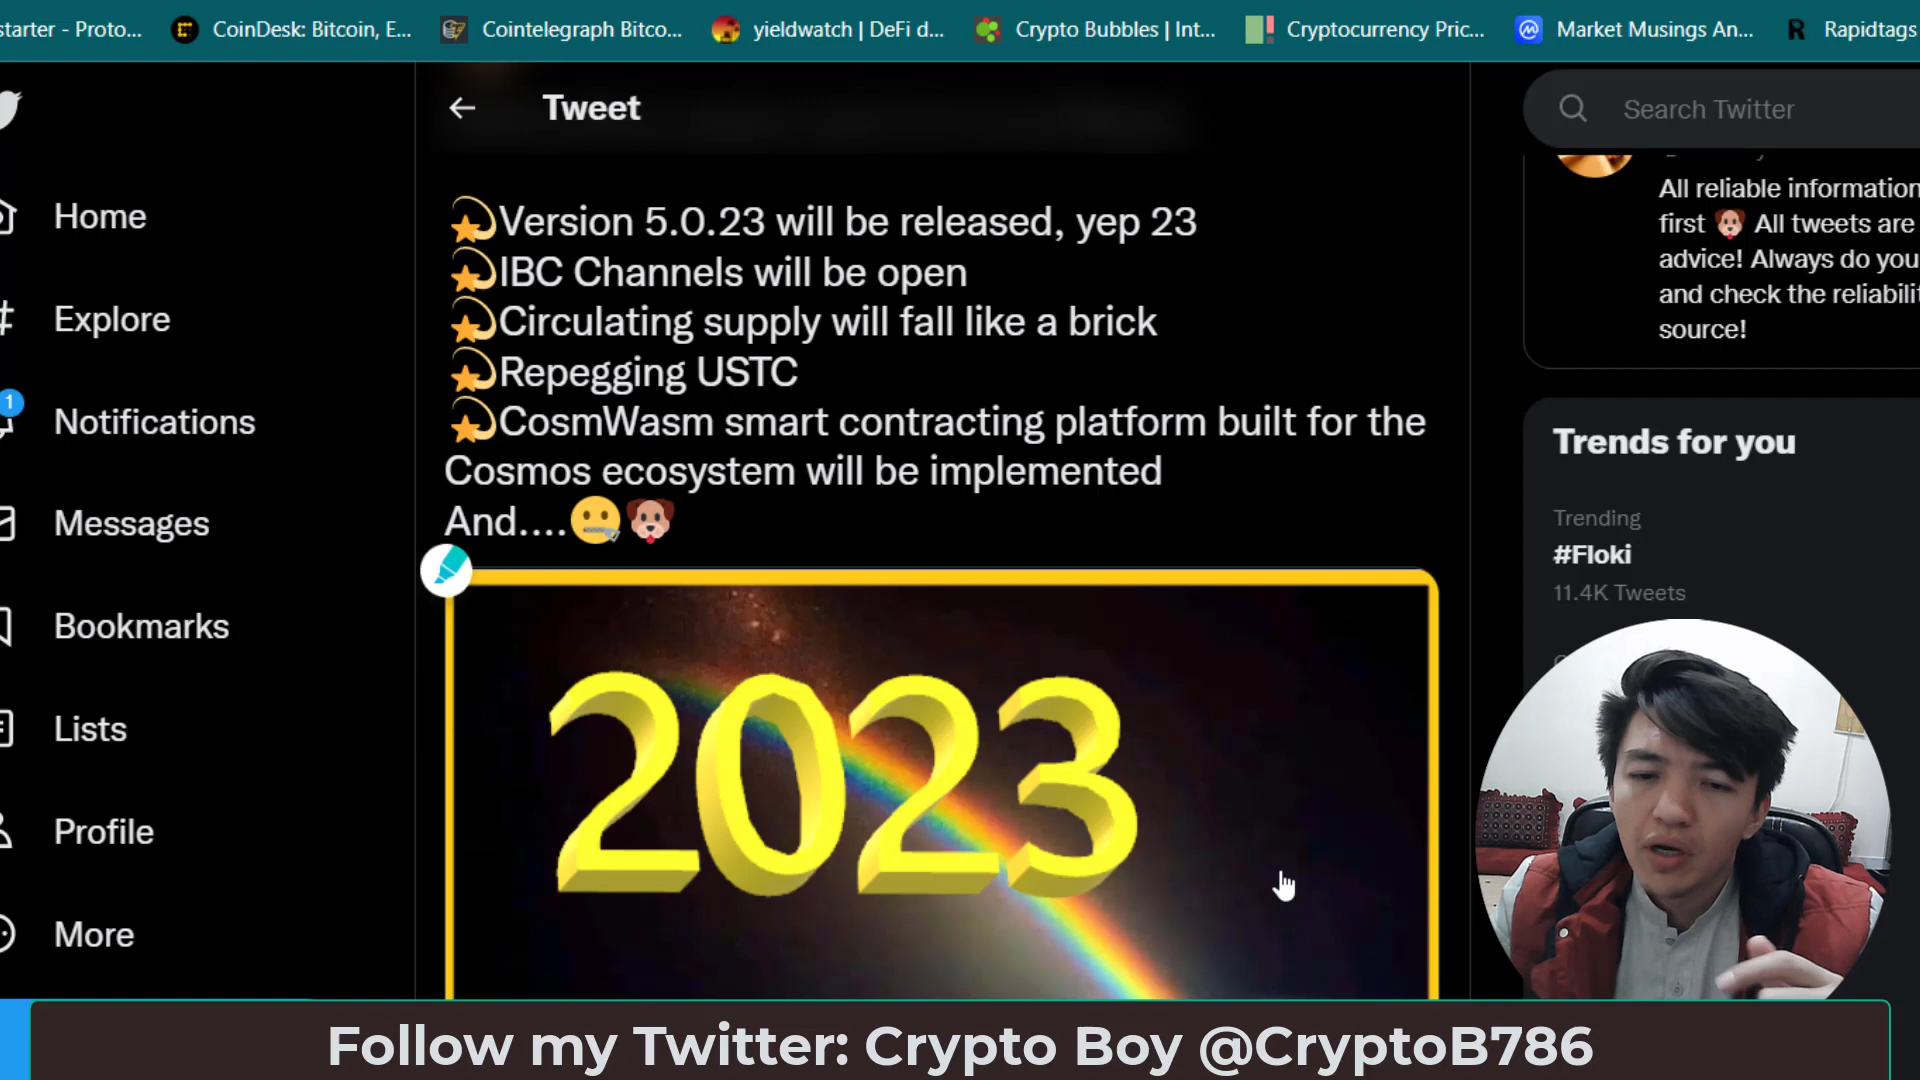 starter - Proto...
CoinDesk: Bitcoin, E...
Cointelegraph Bitco...
yieldwatch | DeFi d...
Crypto Bubbles | Int...
Cryptocurrency Pric...
Market Musings An...
Rapidtags
Tweet
Search Twitter
Home
Explore
1
Notifications
Messages
Bookmarks
Lists
Profile
More
💫Version 5.0.23 will be released, yep 23
💫IBC Channels will be open
💫Circulating supply will fall like a brick
💫Repegging USTC
💫CosmWasm smart contracting platform built for the
Cosmos ecosystem will be implemented
And....🤐🐶
2023
All reliable information
first 🐶 All tweets are
advice! Always do you
and check the reliabilit
source!
Trends for you
Trending
#Floki
11.4K Tweets
Follow my Twitter: Crypto Boy @CryptoB786